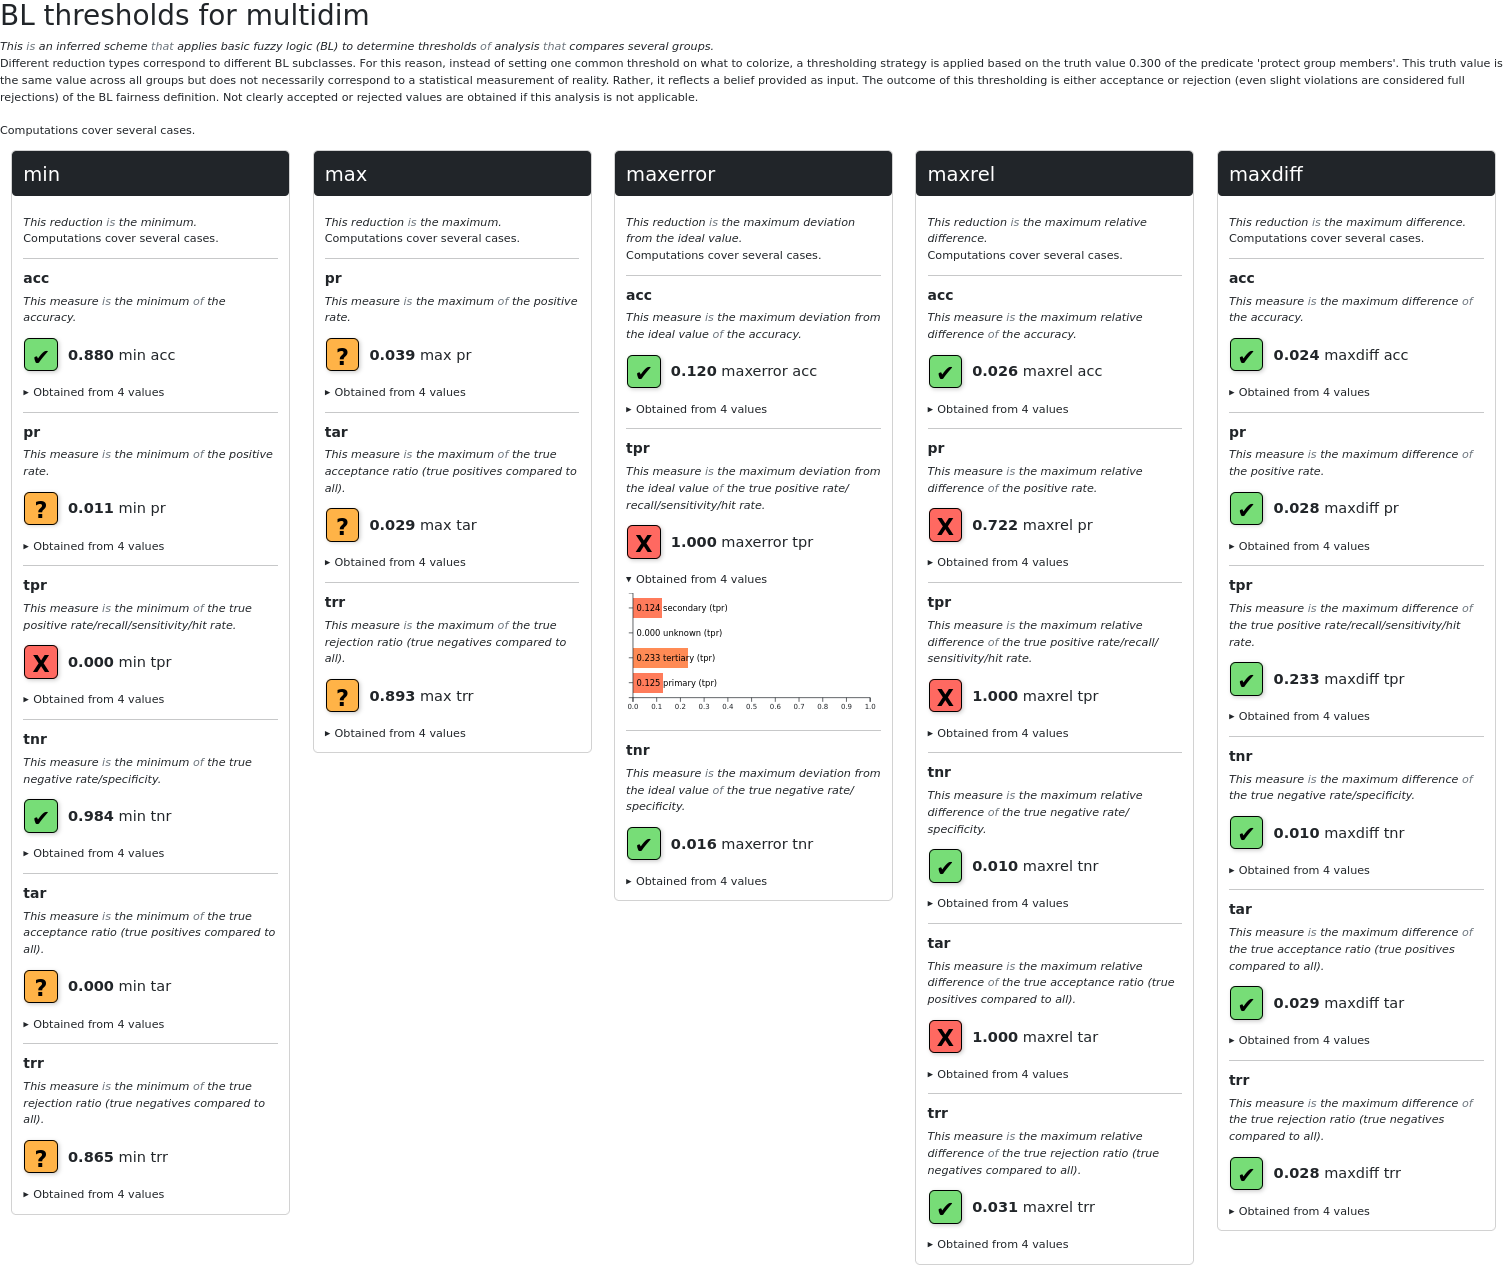 BL thresholds for multidim
This is an inferred scheme that applies basic fuzzy logic (BL) to determine thresholds of analysis that compares several groups.
Different reduction types correspond to different BL subclasses. For this reason, instead of setting one common threshold on what to colorize, a thresholding strategy is applied based on the truth value 0.300 of the predicate 'protect group members'. This truth value is
the same value across all groups but does not necessarily correspond to a statistical measurement of reality. Rather, it reflects a belief provided as input. The outcome of this thresholding is either acceptance or rejection (even slight violations are considered full
rejections) of the BL fairness definition. Not clearly accepted or rejected values are obtained if this analysis is not applicable.
Computations cover several cases.
min
This reduction is the minimum.
Computations cover several cases.
acc
This measure is the minimum of the
accuracy.
✔ 0.880 min acc
▸ Obtained from 4 values
pr
This measure is the minimum of the positive
rate.
? 0.011 min pr
▸ Obtained from 4 values
tpr
This measure is the minimum of the true
positive rate/recall/sensitivity/hit rate.
X 0.000 min tpr
▸ Obtained from 4 values
tnr
This measure is the minimum of the true
negative rate/specificity.
✔ 0.984 min tnr
▸ Obtained from 4 values
tar
This measure is the minimum of the true
acceptance ratio (true positives compared to
all).
? 0.000 min tar
▸ Obtained from 4 values
trr
This measure is the minimum of the true
rejection ratio (true negatives compared to
all).
? 0.865 min trr
▸ Obtained from 4 values
max
This reduction is the maximum.
Computations cover several cases.
pr
This measure is the maximum of the positive
rate.
? 0.039 max pr
▸ Obtained from 4 values
tar
This measure is the maximum of the true
acceptance ratio (true positives compared to
all).
? 0.029 max tar
▸ Obtained from 4 values
trr
This measure is the maximum of the true
rejection ratio (true negatives compared to
all).
? 0.893 max trr
▸ Obtained from 4 values
maxerror
This reduction is the maximum deviation
from the ideal value.
Computations cover several cases.
acc
This measure is the maximum deviation from
the ideal value of the accuracy.
✔ 0.120 maxerror acc
▸ Obtained from 4 values
tpr
This measure is the maximum deviation from
the ideal value of the true positive rate/
recall/sensitivity/hit rate.
X 1.000 maxerror tpr
▾ Obtained from 4 values
0.124 secondary (tpr)
0.000 unknown (tpr)
0.233 tertiary (tpr)
0.125 primary (tpr)
0.0 0.1 0.2 0.3 0.4 0.5 0.6 0.7 0.8 0.9 1.0
tnr
This measure is the maximum deviation from
the ideal value of the true negative rate/
specificity.
✔ 0.016 maxerror tnr
▸ Obtained from 4 values
maxrel
This reduction is the maximum relative
difference.
Computations cover several cases.
acc
This measure is the maximum relative
difference of the accuracy.
✔ 0.026 maxrel acc
▸ Obtained from 4 values
pr
This measure is the maximum relative
difference of the positive rate.
X 0.722 maxrel pr
▸ Obtained from 4 values
tpr
This measure is the maximum relative
difference of the true positive rate/recall/
sensitivity/hit rate.
X 1.000 maxrel tpr
▸ Obtained from 4 values
tnr
This measure is the maximum relative
difference of the true negative rate/
specificity.
✔ 0.010 maxrel tnr
▸ Obtained from 4 values
tar
This measure is the maximum relative
difference of the true acceptance ratio (true
positives compared to all).
X 1.000 maxrel tar
▸ Obtained from 4 values
trr
This measure is the maximum relative
difference of the true rejection ratio (true
negatives compared to all).
✔ 0.031 maxrel trr
▸ Obtained from 4 values
maxdiff
This reduction is the maximum difference.
Computations cover several cases.
acc
This measure is the maximum difference of
the accuracy.
✔ 0.024 maxdiff acc
▸ Obtained from 4 values
pr
This measure is the maximum difference of
the positive rate.
✔ 0.028 maxdiff pr
▸ Obtained from 4 values
tpr
This measure is the maximum difference of
the true positive rate/recall/sensitivity/hit
rate.
✔ 0.233 maxdiff tpr
▸ Obtained from 4 values
tnr
This measure is the maximum difference of
the true negative rate/specificity.
✔ 0.010 maxdiff tnr
▸ Obtained from 4 values
tar
This measure is the maximum difference of
the true acceptance ratio (true positives
compared to all).
✔ 0.029 maxdiff tar
▸ Obtained from 4 values
trr
This measure is the maximum difference of
the true rejection ratio (true negatives
compared to all).
✔ 0.028 maxdiff trr
▸ Obtained from 4 values